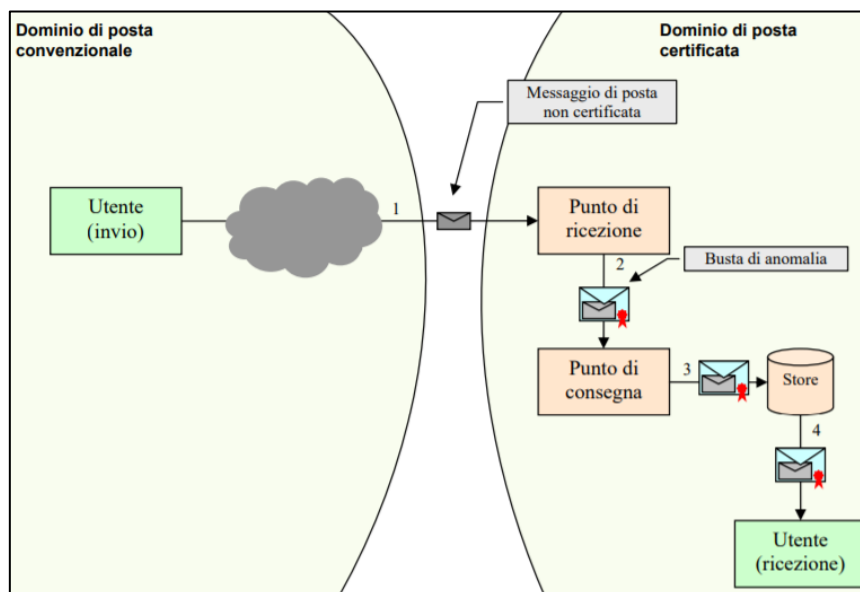 Dominio di posta
convenzionale
Dominio di posta
certificata
Messaggio di posta
non certificata
Utente
(invio)
1
Punto di
ricezione
2
Busta di anomalia
Punto di
consegna
3
Store
4
Utente
(ricezione)